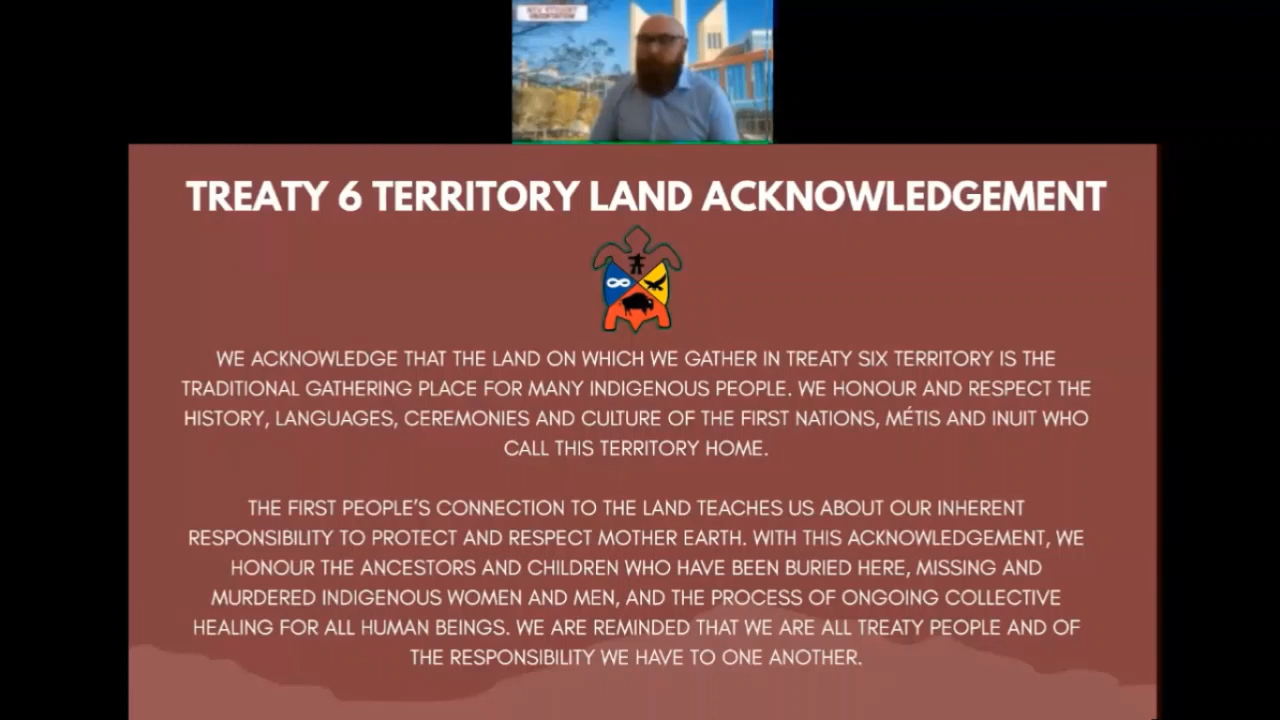 TREATY 6 TERRITORY LAND ACKNOWLEDGEMENT
WE ACKNOWLEDGE THAT THE LAND ON WHICH WE GATHER IN TREATY SIX TERRITORY IS THE
TRADITIONAL GATHERING PLACE FOR MANY INDIGENOUS PEOPLE. WE HONOUR AND RESPECT THE
HISTORY, LANGUAGES, CEREMONIES AND CULTURE OF THE FIRST NATIONS, MÉTIS AND INUIT WHO
CALL THIS TERRITORY HOME.
THE FIRST PEOPLE'S CONNECTION TO THE LAND TEACHES US ABOUT OUR INHERENT
RESPONSIBILITY TO PROTECT AND RESPECT MOTHER EARTH. WITH THIS ACKNOWLEDGEMENT, WE
HONOUR THE ANCESTORS AND CHILDREN WHO HAVE BEEN BURIED HERE, MISSING AND
MURDERED INDIGENOUS WOMEN AND MEN, AND THE PROCESS OF ONGOING COLLECTIVE
HEALING FOR ALL HUMAN BEINGS. WE ARE REMINDED THAT WE ARE ALL TREATY PEOPLE AND OF
THE RESPONSIBILITY WE HAVE TO ONE ANOTHER.